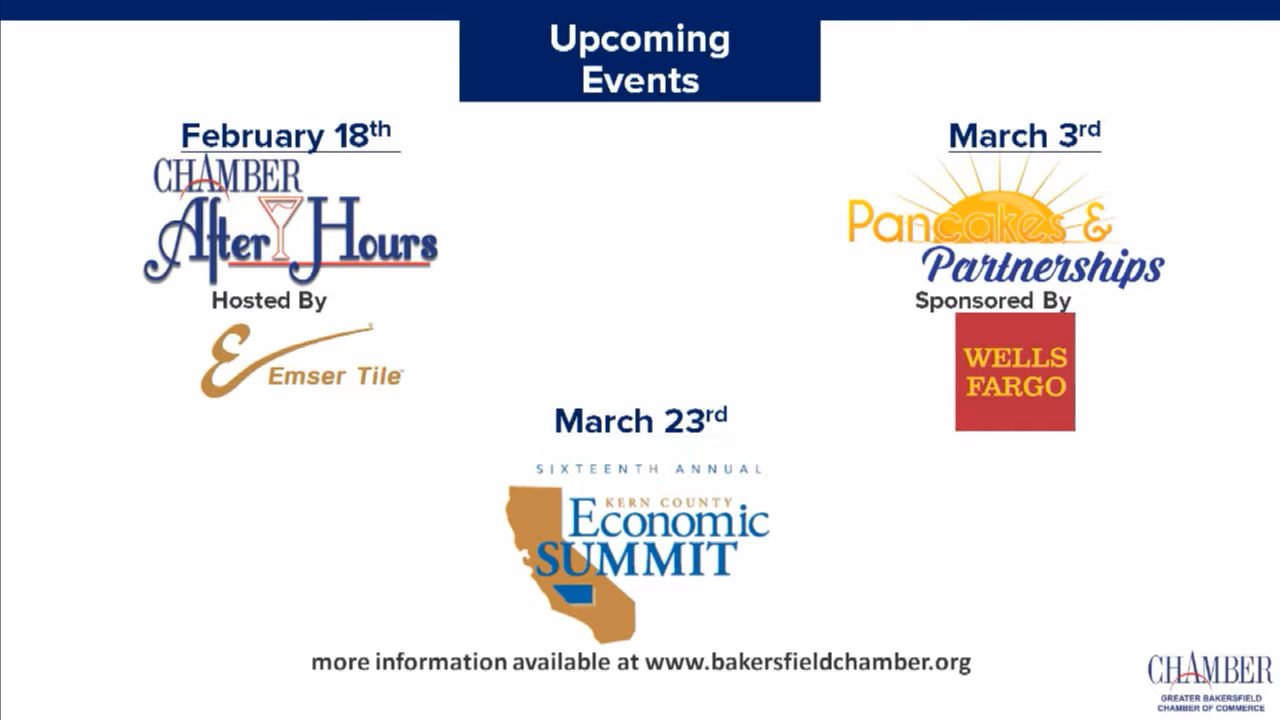 Upcoming
Events
February 18th
CHAMBER
After Hours
Hosted By
Emser Tile
March 3rd
Pancakes &
Partnerships
Sponsored By
WELLS
FARGO
March 23rd
SIXTEENTH ANNUAL
KERN COUNTY
Economic
SUMMIT
more information available at www.bakersfieldchamber.org
CHAMBER
GREATER BAKERSFIELD
CHAMBER OF COMMERCE